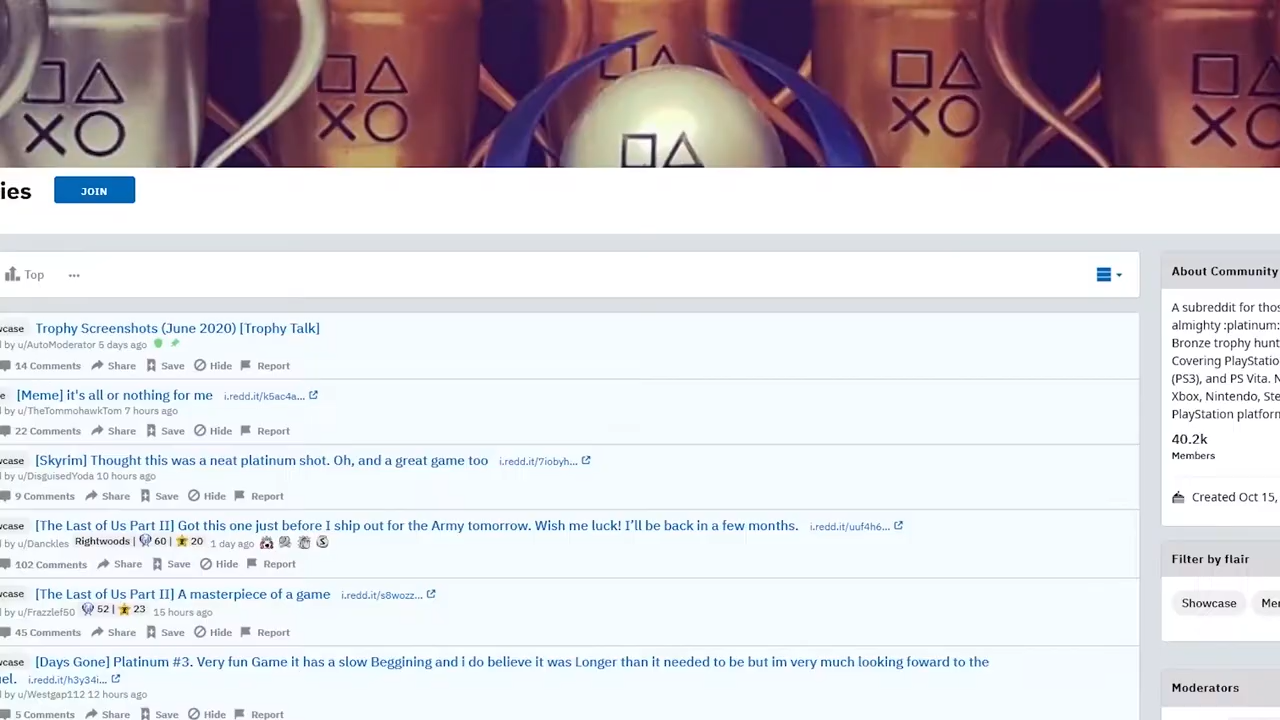 ies JOIN
Top ...
About Community
wcase Trophy Screenshots (June 2020) [Trophy Talk]
d by u/AutoModerator 5 days ago
14 Comments Share Save Hide Report
e [Meme] it's all or nothing for me i.redd.it/k5ac4a...
d by u/TheTommohawkTom 7 hours ago
22 Comments Share Save Hide Report
wcase [Skyrim] Thought this was a neat platinum shot. Oh, and a great game too i.redd.it/7iobyh...
d by u/DisguisedYoda 10 hours ago
9 Comments Share Save Hide Report
wcase [The Last of Us Part II] Got this one just before I ship out for the Army tomorrow. Wish me luck! I'll be back in a few months. i.redd.it/uuf4h6...
d by u/Danckles Rightwoods | 60 | 20 1 day ago
102 Comments Share Save Hide Report
wcase [The Last of Us Part II] A masterpiece of a game i.redd.it/s8wozz...
d by u/Frazzlef50 52 | 23 15 hours ago
45 Comments Share Save Hide Report
wcase [Days Gone] Platinum #3. Very fun Game it has a slow Beggining and i do believe it was Longer than it needed to be but im very much looking foward to the
uel. i.redd.it/h3y34i...
d by u/Westgap112 12 hours ago
5 Comments Share Save Hide Report
A subreddit for thos
almighty :platinum:
Bronze trophy hunt
Covering PlayStatio
(PS3), and PS Vita. N
Xbox, Nintendo, Ste
PlayStation platforn
40.2k
Members
Created Oct 15,
Filter by flair
Showcase Me
Moderators